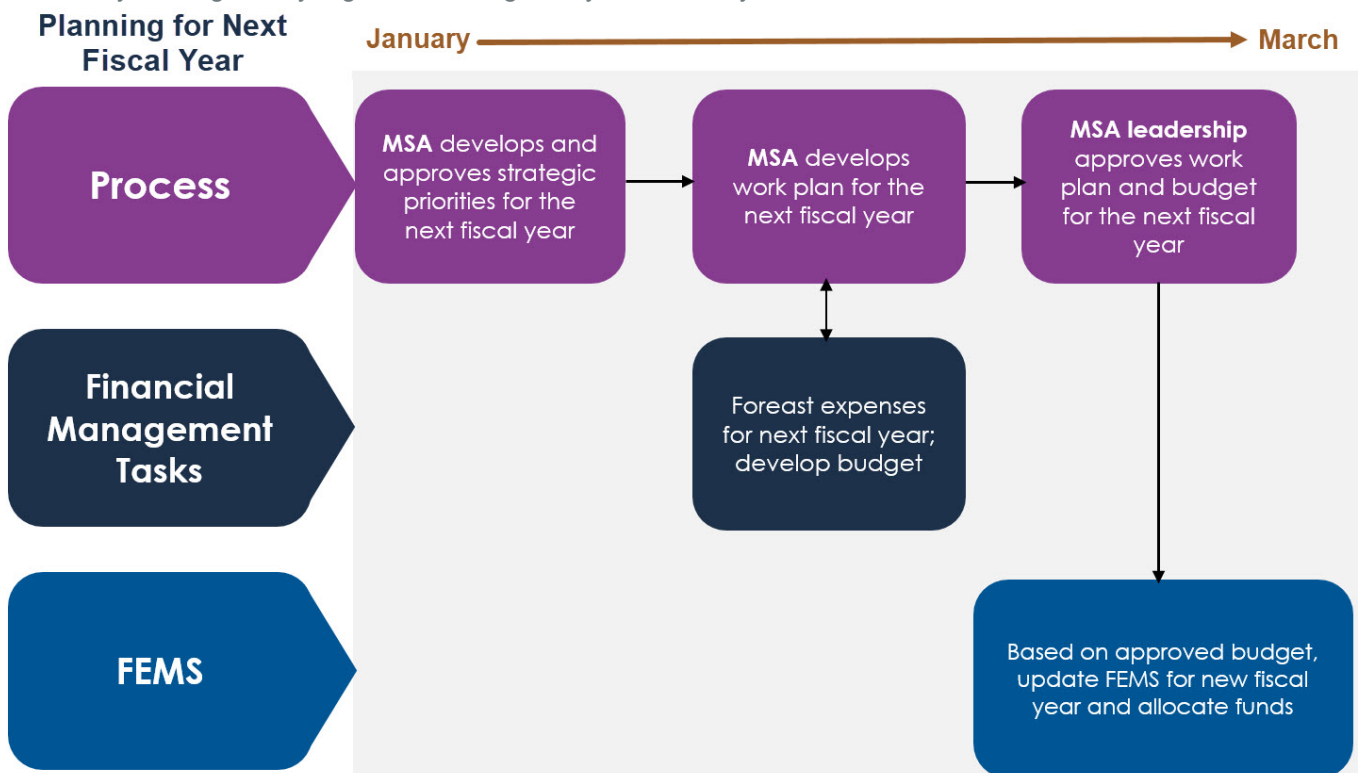 Planning for Next
Fiscal Year
January
March
Process
MSA develops and
approves strategic
priorities for the
next fiscal year
MSA develops
work plan for the
next fiscal year
MSA leadership
approves work
plan and budget
for the next fiscal
year
Financial
Management
Tasks
Foreast expenses
for next fiscal year;
develop budget
FEMS
Based on approved budget,
update FEMS for new fiscal
year and allocate funds